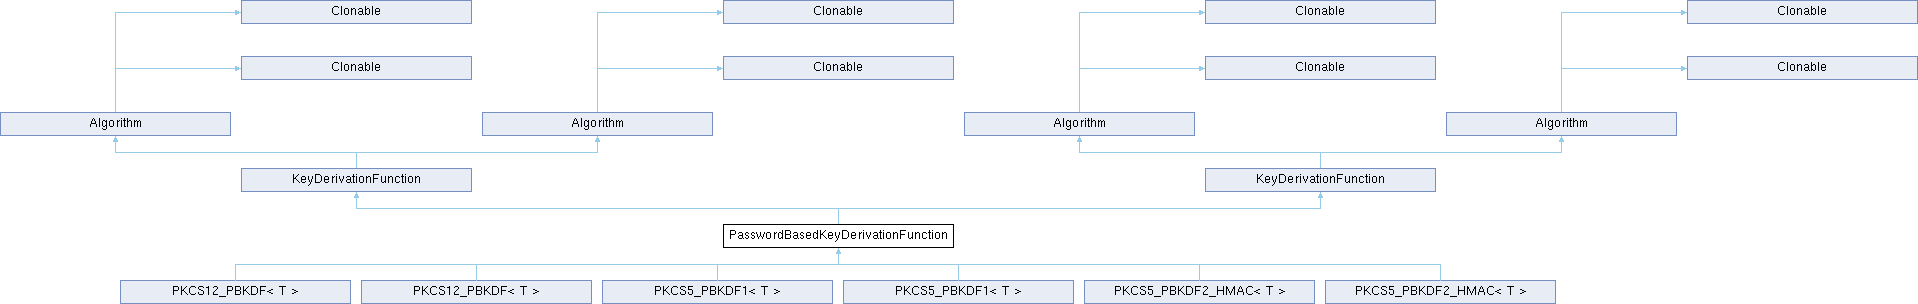 Clonable Clonable Clonable Clonable
Clonable Clonable Clonable Clonable
Algorithm Algorithm Algorithm Algorithm
KeyDerivationFunction KeyDerivationFunction
PasswordBasedKeyDerivationFunction
PKCS12_PBKDF< T > PKCS12_PBKDF< T > PKCS5_PBKDF1< T > PKCS5_PBKDF1< T > PKCS5_PBKDF2_HMAC< T > PKCS5_PBKDF2_HMAC< T >